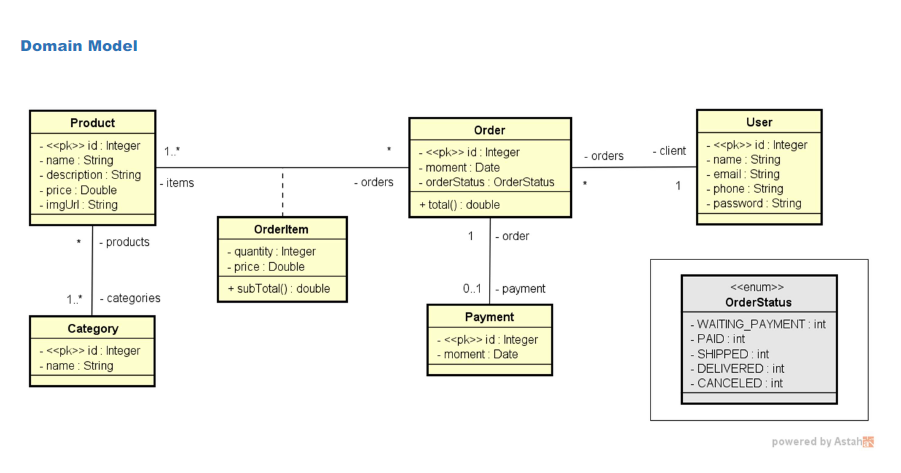 Domain Model
Product
- <<pk>> id : Integer
- name : String
- description : String
- price : Double
- imgUrl : String
1..*
- items
*
- orders
Order
- <<pk>> id : Integer
- moment : Date
- orderStatus : OrderStatus
+ total() : double
- orders
*
- client
1
User
- <<pk>> id : Integer
- name : String
- email : String
- phone : String
- password : String
OrderItem
- quantity : Integer
- price : Double
+ subTotal() : double
* - products
1..* - categories
Category
- <<pk>> id : Integer
- name : String
1 - order
0..1 - payment
Payment
- <<pk>> id : Integer
- moment : Date
<<enum>>
OrderStatus
- WAITING_PAYMENT : int
- PAID : int
- SHIPPED : int
- DELIVERED : int
- CANCELED : int
powered by Astah